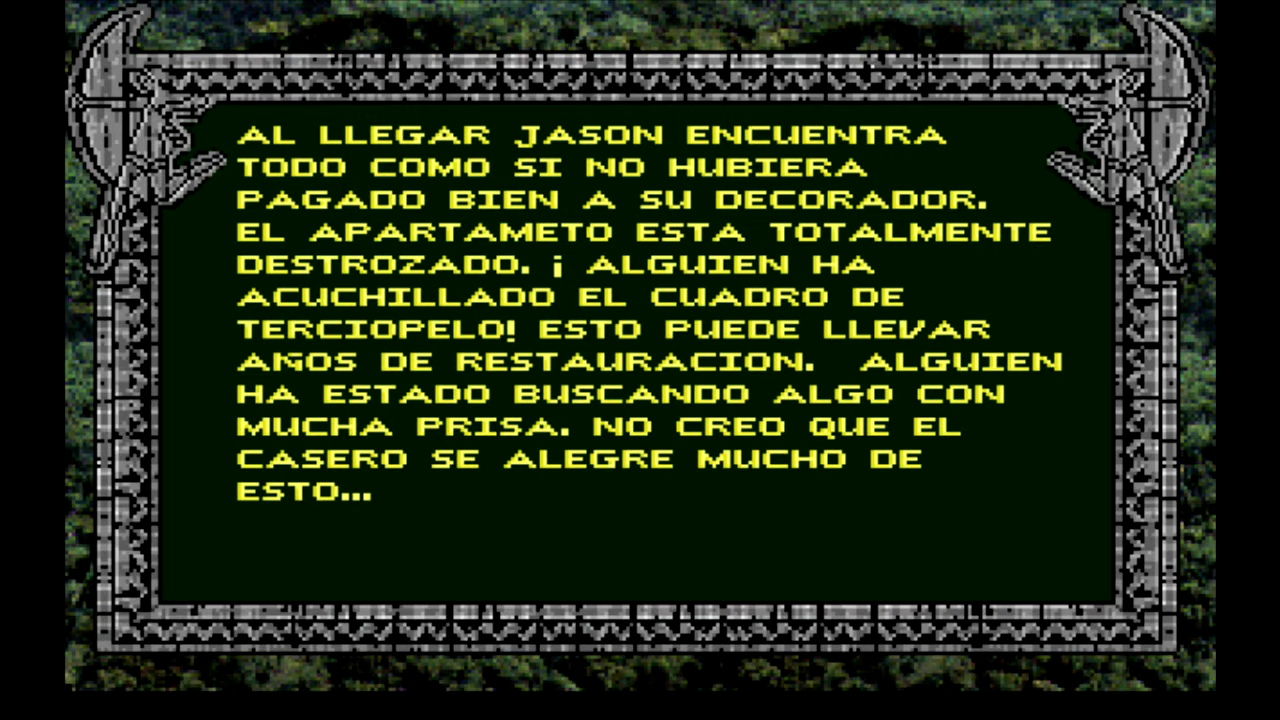 AL LLEGAR JASON ENCUENTRA
TODO COMO SI NO HUBIERA
PAGADO BIEN A SU DECORADOR.
EL APARTAMETO ESTA TOTALMENTE
DESTROZADO. ¡ ALGUIEN HA
ACUCHILLADO EL CUADRO DE
TERCIOPELO! ESTO PUEDE LLEVAR
AÑOS DE RESTAURACION.  ALGUIEN
HA ESTADO BUSCANDO ALGO CON
MUCHA PRISA. NO CREO QUE EL
CASERO SE ALEGRE MUCHO DE
ESTO...